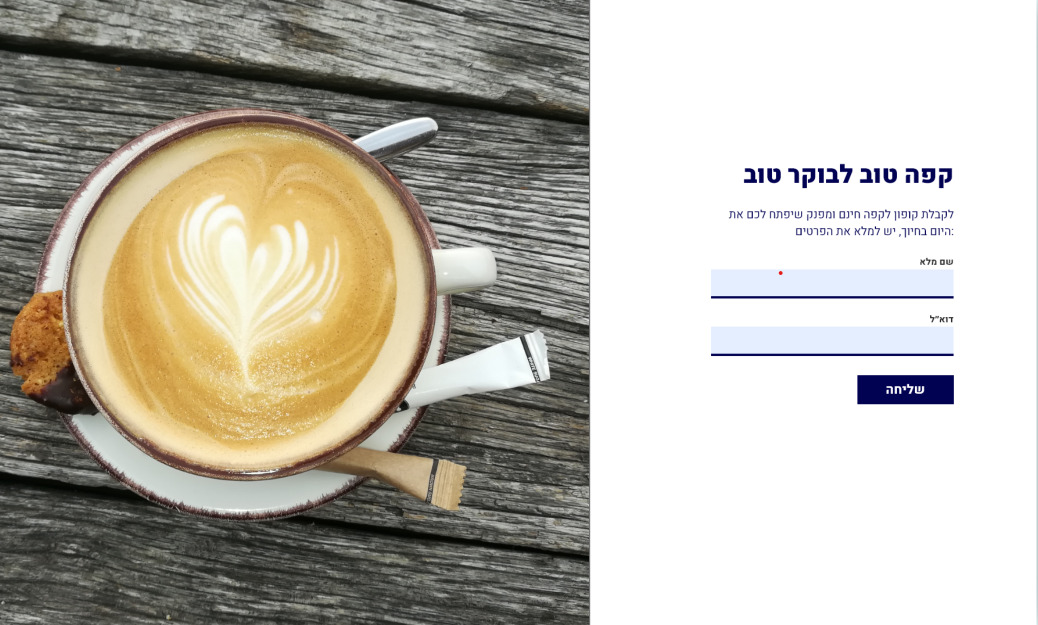 קפה טוב לבוקר טוב
לקבלת קופון לקפה חינם ומפנק שיפתח לכם את
היום בחיוך, יש למלא את הפרטים:
שם מלא
דוא״ל
שליחה